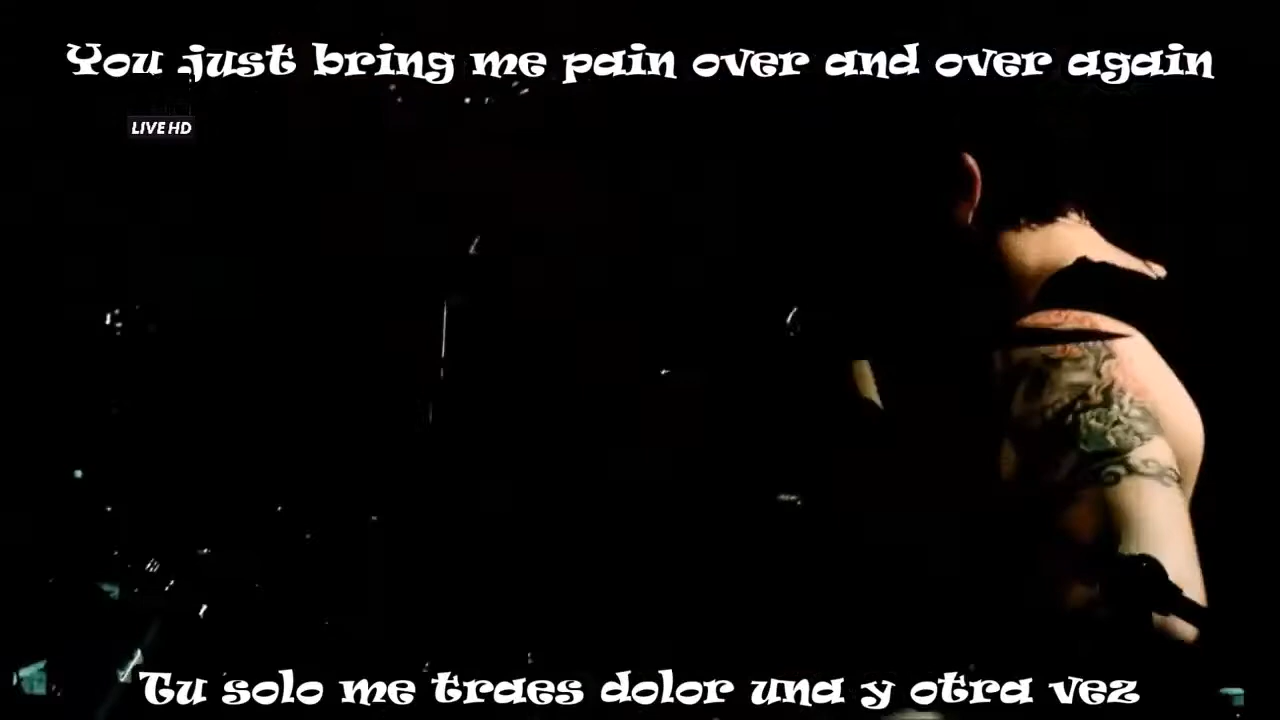 You just bring me pain over and over again
LIVE HD
Tu solo me traes dolor una y otra vez